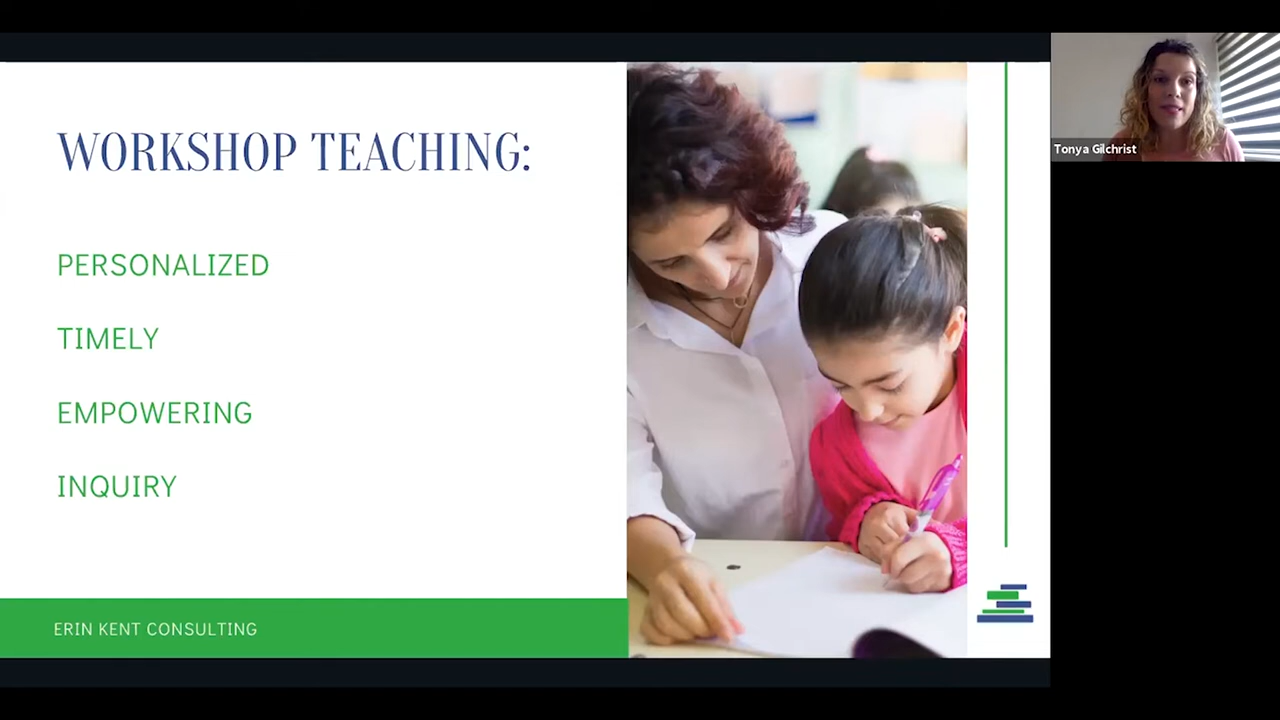 WORKSHOP TEACHING:
PERSONALIZED
TIMELY
EMPOWERING
INQUIRY
ERIN KENT CONSULTING
Tonya Gilchrist